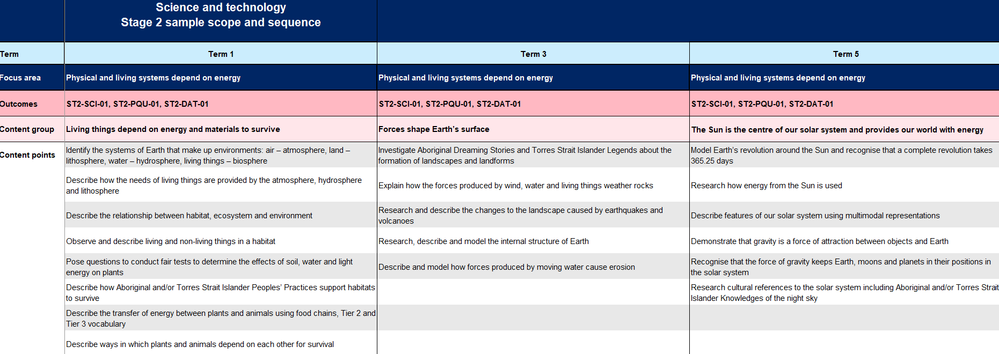 Science and technology
Stage 2 sample scope and sequence
Term
Term 1
Term 3
Term 5
Focus area
Physical and living systems depend on energy
Physical and living systems depend on energy
Physical and living systems depend on energy
Outcomes
ST2-SCI-01, ST2-PQU-01, ST2-DAT-01
ST2-SCI-01, ST2-PQU-01, ST2-DAT-01
ST2-SCI-01, ST2-PQU-01, ST2-DAT-01
Content group
Living things depend on energy and materials to survive
Forces shape Earth’s surface
The Sun is the centre of our solar system and provides our world with energy
Content points
Identify the systems of Earth that make up environments: air – atmosphere, land –
lithosphere, water – hydrosphere, living things – biosphere
Investigate Aboriginal Dreaming Stories and Torres Strait Islander Legends about the
formation of landscapes and landforms
Model Earth’s revolution around the Sun and recognise that a complete revolution takes
365.25 days
Describe how the needs of living things are provided by the atmosphere, hydrosphere
and lithosphere
Explain how the forces produced by wind, water and living things weather rocks
Research how energy from the Sun is used
Describe the relationship between habitat, ecosystem and environment
Research and describe the changes to the landscape caused by earthquakes and
volcanoes
Describe features of our solar system using multimodal representations
Observe and describe living and non-living things in a habitat
Research, describe and model the internal structure of Earth
Demonstrate that gravity is a force of attraction between objects and Earth
Pose questions to conduct fair tests to determine the effects of soil, water and light
energy on plants
Describe and model how forces produced by moving water cause erosion
Recognise that the force of gravity keeps Earth, moons and planets in their positions in
the solar system
Describe how Aboriginal and/or Torres Strait Islander Peoples’ Practices support habitats
to survive
Research cultural references to the solar system including Aboriginal and/or Torres Strait
Islander Knowledges of the night sky
Describe the transfer of energy between plants and animals using food chains, Tier 2 and
Tier 3 vocabulary
Describe ways in which plants and animals depend on each other for survival